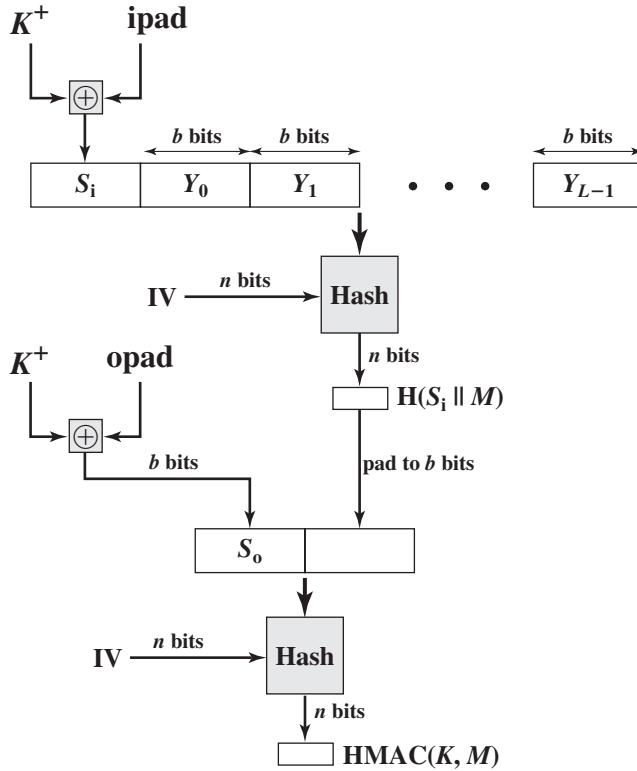 K⁺ ipad
b bits b bits b bits
Sᵢ Y₀ Y₁ • • • Y_{L−1}
IV n bits Hash
n bits
K⁺ opad
H(Sᵢ || M)
b bits pad to b bits
Sₒ
IV n bits Hash
n bits
HMAC(K, M)